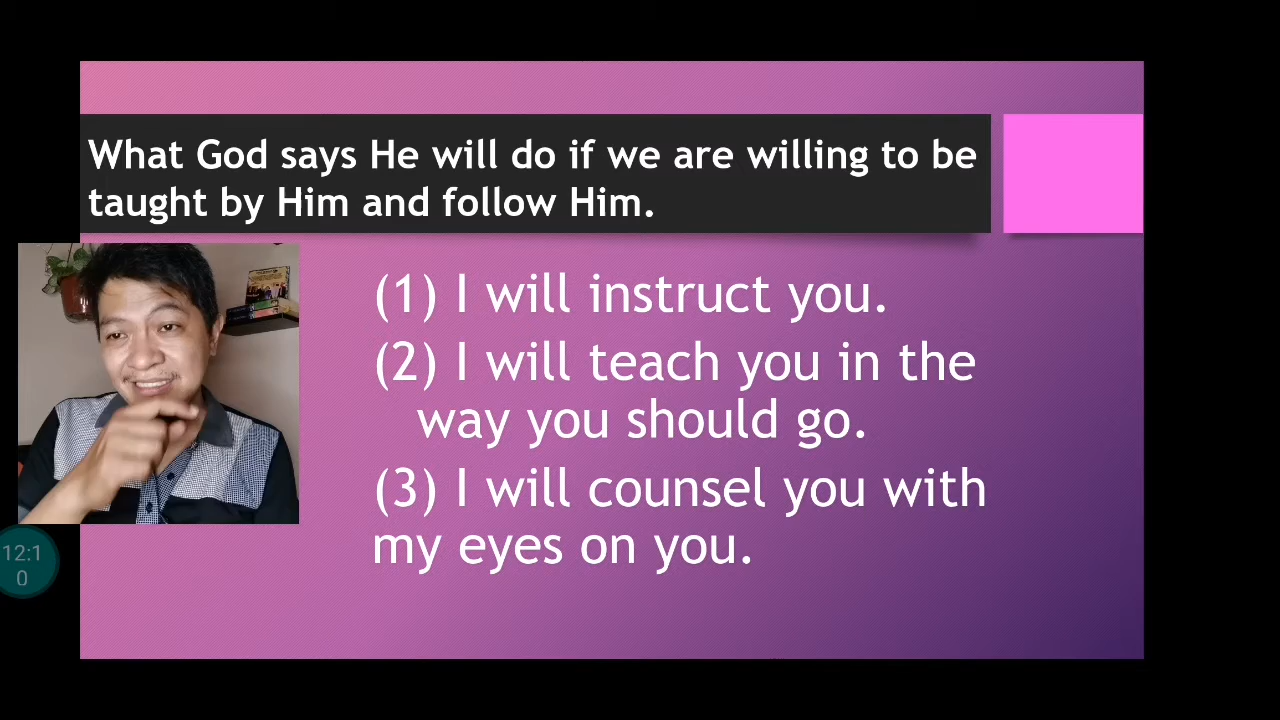 What God says He will do if we are willing to be
taught by Him and follow Him.
(1) I will instruct you.
(2) I will teach you in the
way you should go.
(3) I will counsel you with
my eyes on you.
12:1
0